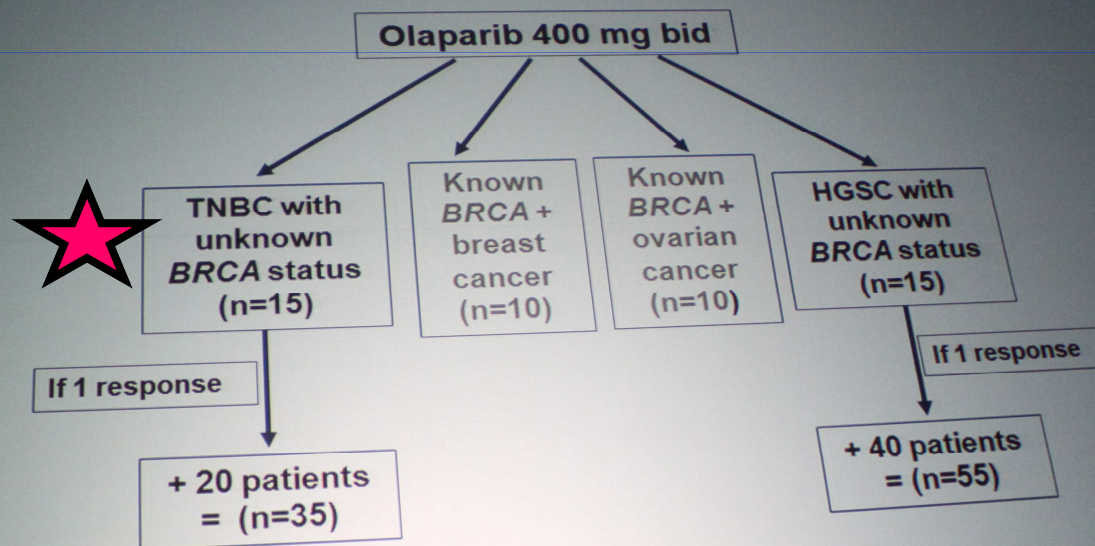 Olaparib 400 mg bid
TNBC with
unknown
BRCA status
(n=15)
Known
BRCA +
breast
cancer
(n=10)
Known
BRCA +
ovarian
cancer
(n=10)
HGSC with
unknown
BRCA status
(n=15)
If 1 response
If 1 response
+ 20 patients
= (n=35)
+ 40 patients
= (n=55)